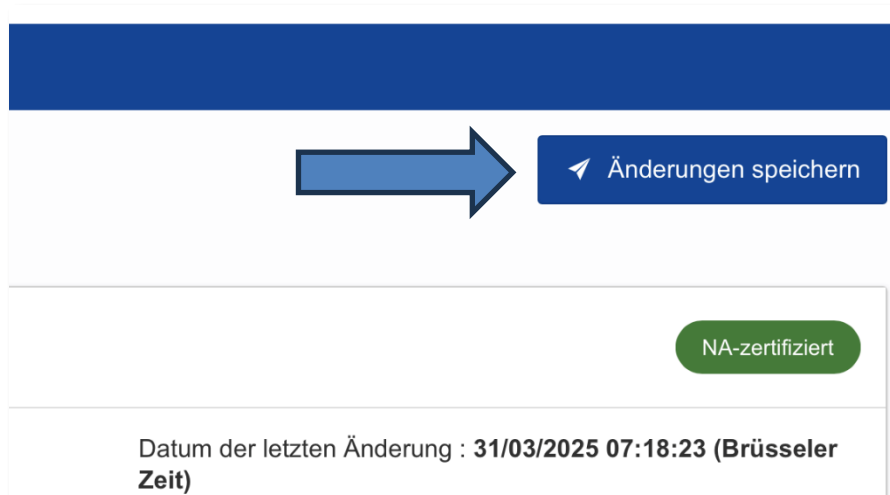 Änderungen speichern
NA-zertifiziert
Datum der letzten Änderung : 31/03/2025 07:18:23 (Brüsseler
Zeit)